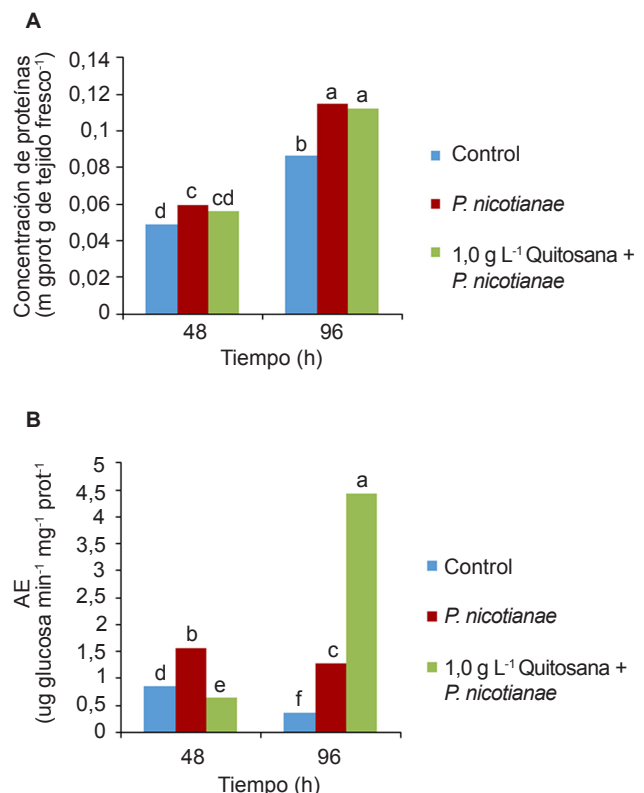 A
Concentración de proteínas
(m gprot g de tejido fresco-1)
0,14
0,12
0,1
0,08
0,06
0,04
0,02
0
d
c
cd
b
a
a
48
96
Tiempo (h)
Control
P. nicotianae
1,0 g L-1 Quitosana +
P. nicotianae
B
AE
(ug glucosa min-1 mg-1 prot-1)
5
4,5
4
3,5
3
2,5
2
1,5
1
0,5
0
d
b
e
f
c
a
48
96
Tiempo (h)
Control
P. nicotianae
1,0 g L-1 Quitosana +
P. nicotianae